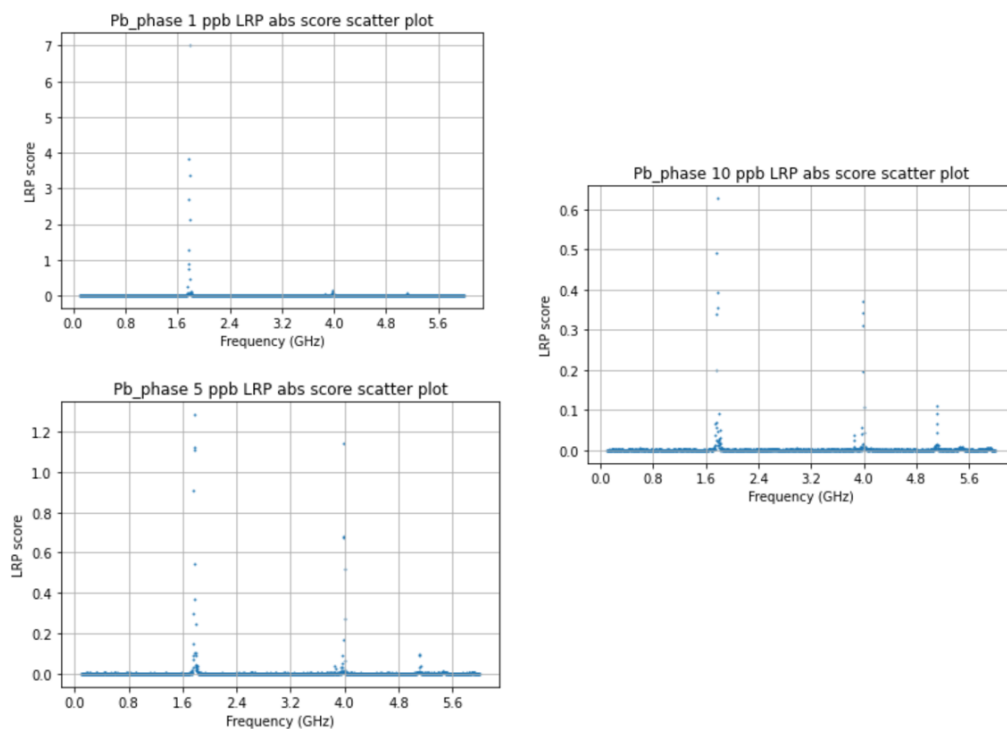 Pb_phase 1 ppb LRP abs score scatter plot
7
6
5
4
3
2
1
0
LRP score
0.0 0.8 1.6 2.4 3.2 4.0 4.8 5.6
Frequency (GHz)
Pb_phase 5 ppb LRP abs score scatter plot
1.2
1.0
0.8
0.6
0.4
0.2
0.0
LRP score
0.0 0.8 1.6 2.4 3.2 4.0 4.8 5.6
Frequency (GHz)
Pb_phase 10 ppb LRP abs score scatter plot
0.6
0.5
0.4
0.3
0.2
0.1
0.0
LRP score
0.0 0.8 1.6 2.4 3.2 4.0 4.8 5.6
Frequency (GHz)